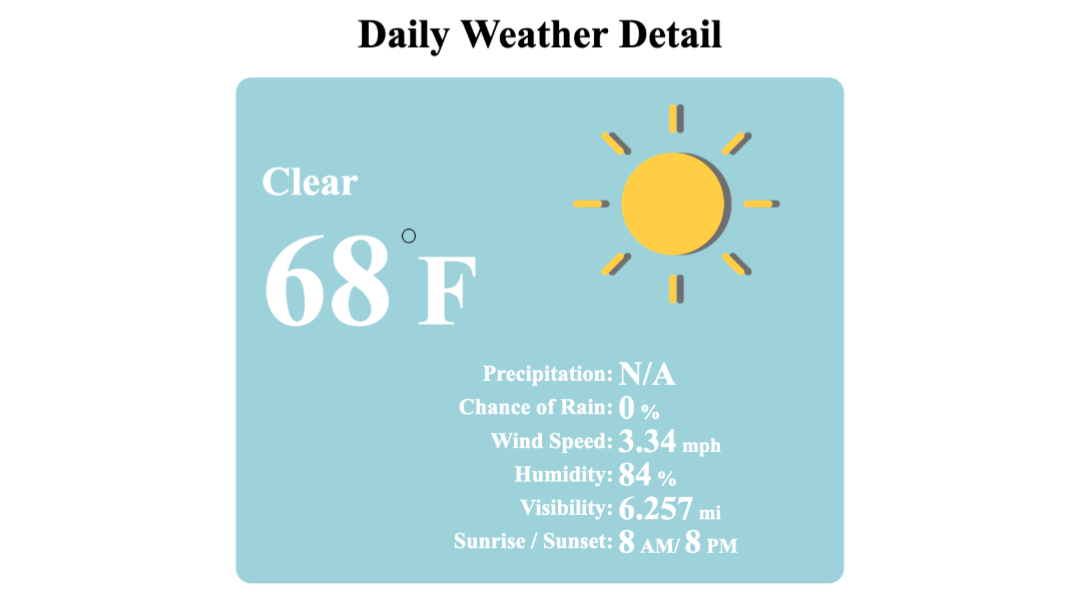 Daily Weather Detail
Clear
68°F
Precipitation: N/A
Chance of Rain: 0 %
Wind Speed: 3.34 mph
Humidity: 84 %
Visibility: 6.257 mi
Sunrise / Sunset: 8 AM/ 8 PM